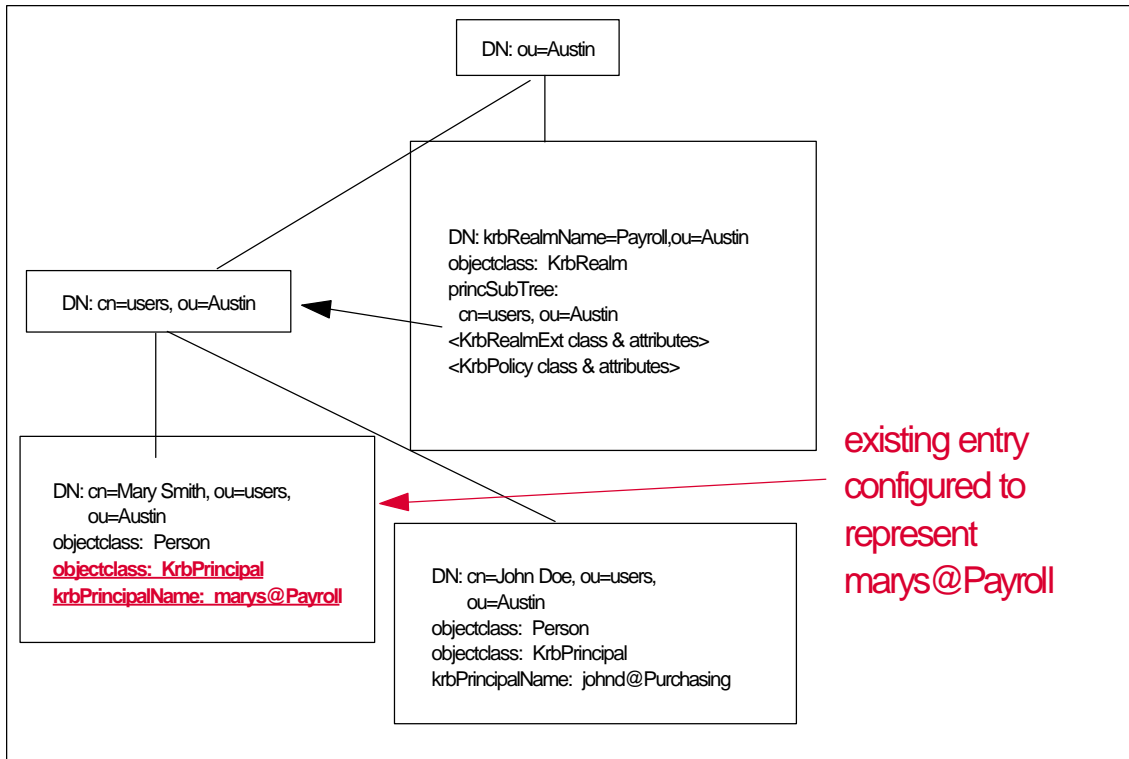 DN: ou=Austin
DN: krbRealmName=Payroll,ou=Austin
objectclass: KrbRealm
princSubTree:
cn=users, ou=Austin
<KrbRealmExt class & attributes>
<KrbPolicy class & attributes>
DN: cn=users, ou=Austin
existing entry
configured to
represent
marys@Payroll
DN: cn=Mary Smith, ou=users,
ou=Austin
objectclass: Person
objectclass: KrbPrincipal
krbPrincipalName: marys@Payroll
DN: cn=John Doe, ou=users,
ou=Austin
objectclass: Person
objectclass: KrbPrincipal
krbPrincipalName: johnd@Purchasing